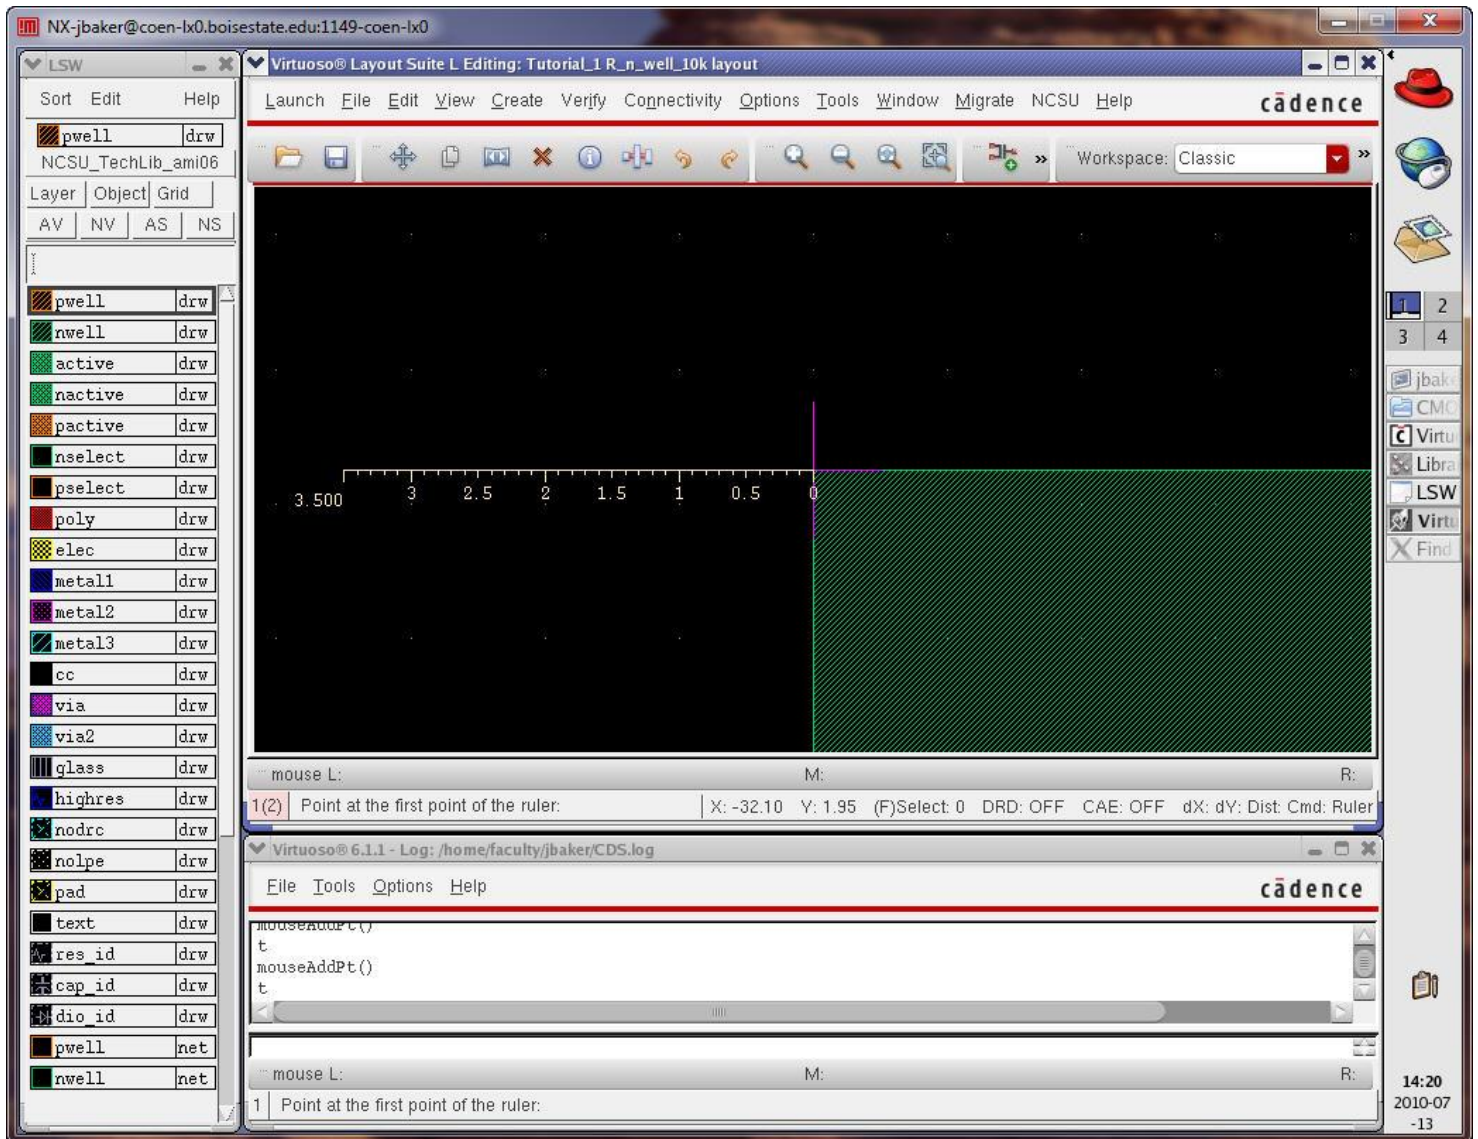 NX-jbaker@coen-lx0.boisestate.edu:1149-coen-lx0
LSW
Sort Edit Help
pwell drw
NCSU_TechLib_ami06
Layer Object Grid
AV NV AS NS
pwell drw
nwell drw
active drw
nactive drw
pactive drw
nselect drw
pselect drw
poly drw
elec drw
metal1 drw
metal2 drw
metal3 drw
cc drw
via drw
via2 drw
glass drw
highres drw
nodrc drw
nolpe drw
pad drw
text drw
res_id drw
cap_id drw
dio_id drw
pwell net
nwell net
Virtuoso® Layout Suite L Editing: Tutorial_1 R_n_well_10k layout
Launch File Edit View Create Verify Connectivity Options Tools Window Migrate NCSU Help cādence
» Workspace: Classic »
3.500 3 2.5 2 1.5 1 0.5 0
mouse L: M: R:
1(2) Point at the first point of the ruler: X: -32.10 Y: 1.95 (F)Select: 0 DRD: OFF CAE: OFF dX: dY: Dist: Cmd: Ruler
Virtuoso® 6.1.1 - Log: /home/faculty/jbaker/CDS.log
File Tools Options Help cādence
mouseAddPt()
t
mouseAddPt()
t
mouse L: M: R:
1 Point at the first point of the ruler:
1 2
3 4
jbake
CMO
Virtu
Libra
LSW
Virtu
Find
14:20
2010-07
-13